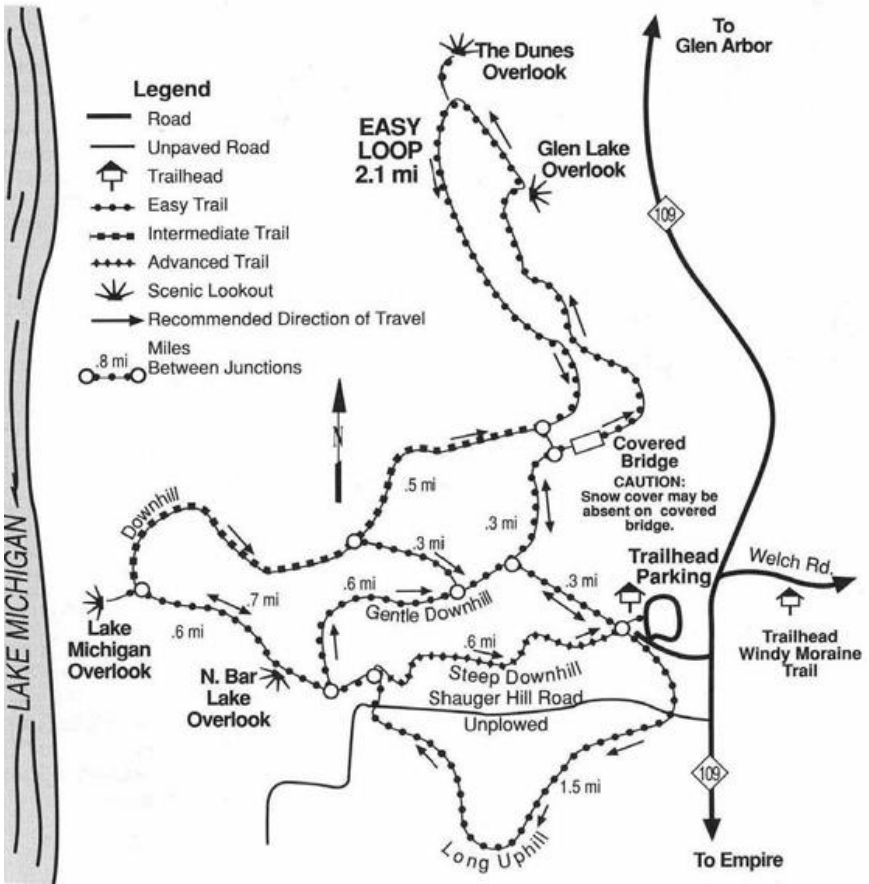 To
Glen Arbor
The Dunes
Overlook
Legend
Road
Unpaved Road
Trailhead
Easy Trail
Intermediate Trail
Advanced Trail
Scenic Lookout
Recommended Direction of Travel
.8 mi
Miles
Between Junctions
EASY
LOOP
2.1 mi
Glen Lake
Overlook
109
N
Covered
Bridge
CAUTION:
Snow cover may be
absent on covered
bridge.
.5 mi
.3 mi
Downhill
.3 mi
.7 mi
.6 mi
Gentle Downhill
.3 mi
Trailhead
Parking
Welch Rd.
Trailhead
Windy Moraine
Trail
LAKE MICHIGAN
Lake
Michigan
Overlook
.6 mi
N. Bar
Lake
Overlook
.6 mi
Steep Downhill
Shauger Hill Road
Unplowed
1.5 mi
Long Uphill
109
To Empire